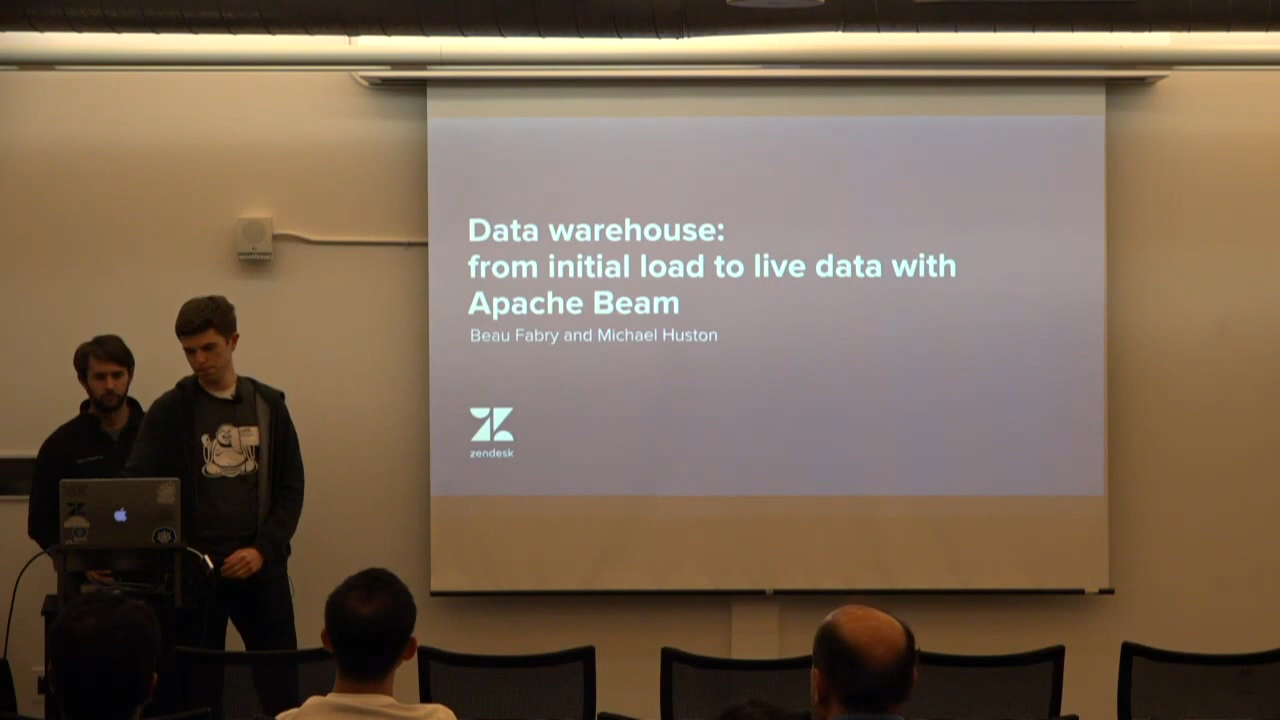 Data warehouse:
from initial load to live data with
Apache Beam
Beau Fabry and Michael Huston
zendesk